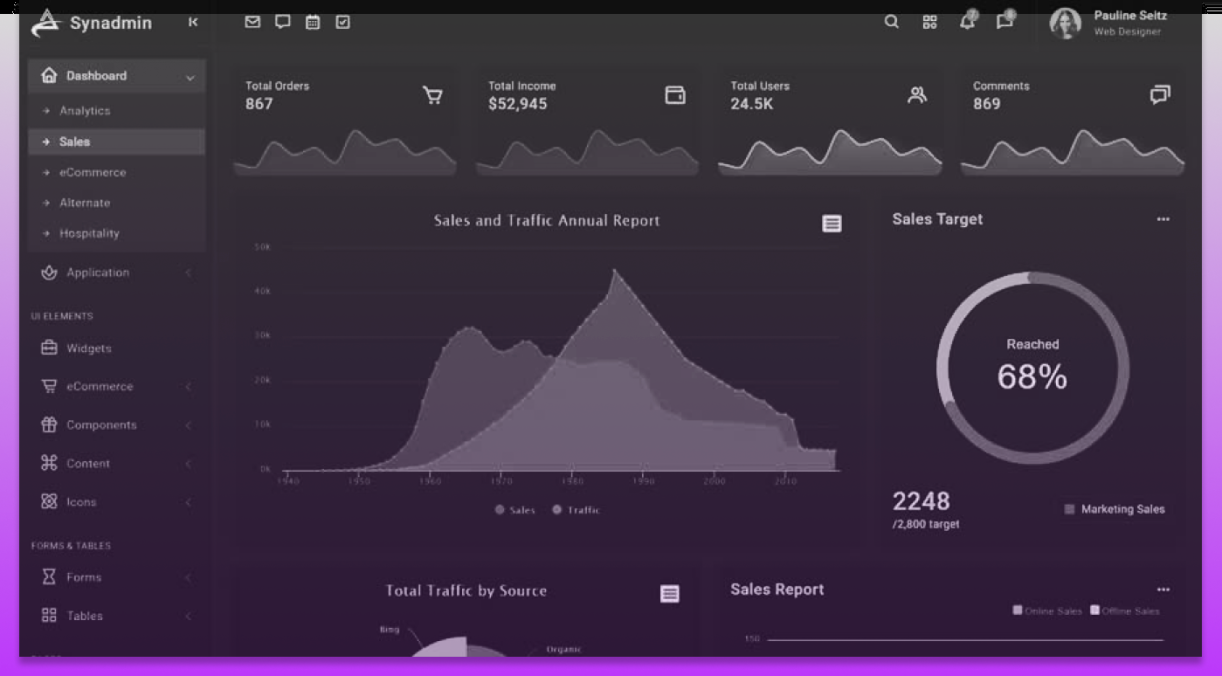 Synadmin
Pauline Seitz
Web Designer
Dashboard
Analytics
Sales
eCommerce
Alternate
Hospitality
Application
UI ELEMENTS
Widgets
eCommerce
Components
Content
Icons
FORMS & TABLES
Forms
Tables
Total Orders
867
Total Income
$52,945
Total Users
24.5K
Comments
869
Sales and Traffic Annual Report
50k
40k
30k
20k
10k
0k
1940 1950 1960 1970 1980 1990 2000 2010
Sales Traffic
Sales Target
Reached
68%
2248
/2,800 target
Marketing Sales
Total Traffic by Source
Bing
Organic
Sales Report
Online Sales Offline Sales
150